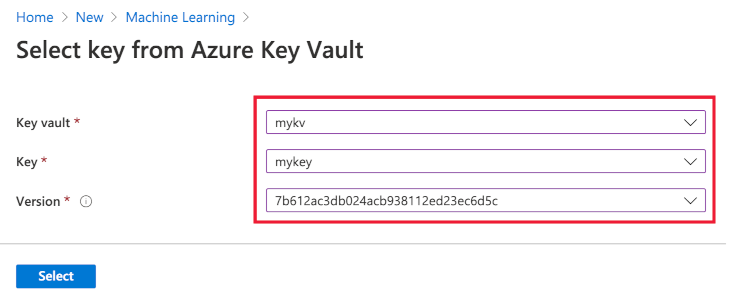 Home > New > Machine Learning >
Select key from Azure Key Vault
Key vault * mykv
Key * mykey
Version * 7b612ac3db024acb938112ed23ec6d5c
Select